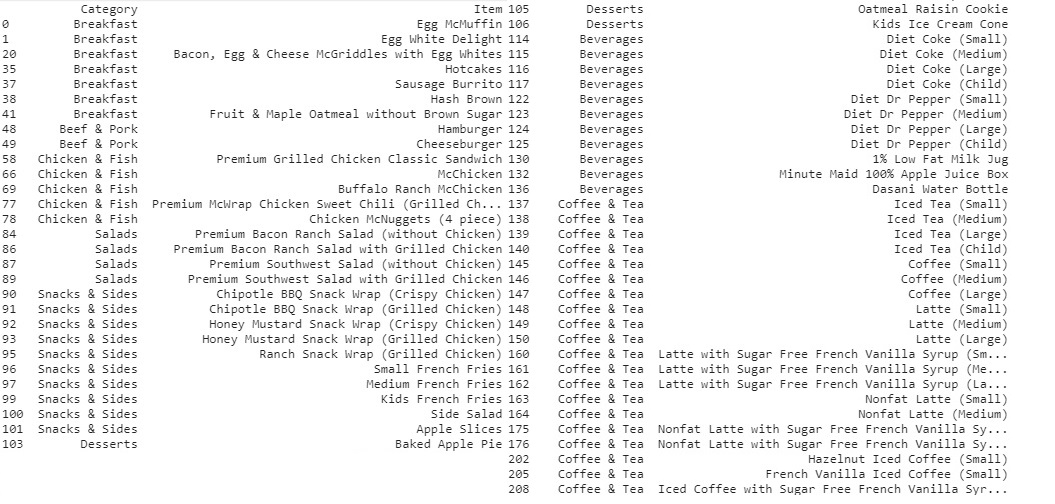 Category Item
0 Breakfast Egg McMuffin
1 Breakfast Egg White Delight
20 Breakfast Bacon, Egg & Cheese McGriddles with Egg Whites
35 Breakfast Hotcakes
37 Breakfast Sausage Burrito
38 Breakfast Hash Brown
41 Breakfast Fruit & Maple Oatmeal without Brown Sugar
48 Beef & Pork Hamburger
49 Beef & Pork Cheeseburger
58 Chicken & Fish Premium Grilled Chicken Classic Sandwich
66 Chicken & Fish McChicken
69 Chicken & Fish Buffalo Ranch McChicken
77 Chicken & Fish Premium McWrap Chicken Sweet Chili (Grilled Ch...
78 Chicken & Fish Chicken McNuggets (4 piece)
84 Salads Premium Bacon Ranch Salad (without Chicken)
86 Salads Premium Bacon Ranch Salad with Grilled Chicken
87 Salads Premium Southwest Salad (without Chicken)
89 Salads Premium Southwest Salad with Grilled Chicken
90 Snacks & Sides Chipotle BBQ Snack Wrap (Crispy Chicken)
91 Snacks & Sides Chipotle BBQ Snack Wrap (Grilled Chicken)
92 Snacks & Sides Honey Mustard Snack Wrap (Crispy Chicken)
93 Snacks & Sides Honey Mustard Snack Wrap (Grilled Chicken)
95 Snacks & Sides Ranch Snack Wrap (Grilled Chicken)
96 Snacks & Sides Small French Fries
97 Snacks & Sides Medium French Fries
99 Snacks & Sides Kids French Fries
100 Snacks & Sides Side Salad
101 Snacks & Sides Apple Slices
103 Desserts Baked Apple Pie
105 Desserts Oatmeal Raisin Cookie
106 Desserts Kids Ice Cream Cone
114 Beverages Diet Coke (Small)
115 Beverages Diet Coke (Medium)
116 Beverages Diet Coke (Large)
117 Beverages Diet Coke (Child)
122 Beverages Diet Dr Pepper (Small)
123 Beverages Diet Dr Pepper (Medium)
124 Beverages Diet Dr Pepper (Large)
125 Beverages Diet Dr Pepper (Child)
130 Beverages 1% Low Fat Milk Jug
132 Beverages Minute Maid 100% Apple Juice Box
136 Beverages Dasani Water Bottle
137 Coffee & Tea Iced Tea (Small)
138 Coffee & Tea Iced Tea (Medium)
139 Coffee & Tea Iced Tea (Large)
140 Coffee & Tea Iced Tea (Child)
145 Coffee & Tea Coffee (Small)
146 Coffee & Tea Coffee (Medium)
147 Coffee & Tea Coffee (Large)
148 Coffee & Tea Latte (Small)
149 Coffee & Tea Latte (Medium)
150 Coffee & Tea Latte (Large)
160 Coffee & Tea Latte with Sugar Free French Vanilla Syrup (Sm...
161 Coffee & Tea Latte with Sugar Free French Vanilla Syrup (Me...
162 Coffee & Tea Latte with Sugar Free French Vanilla Syrup (La...
163 Coffee & Tea Nonfat Latte (Small)
164 Coffee & Tea Nonfat Latte (Medium)
175 Coffee & Tea Nonfat Latte with Sugar Free French Vanilla Sy...
176 Coffee & Tea Nonfat Latte with Sugar Free French Vanilla Sy...
202 Coffee & Tea Hazelnut Iced Coffee (Small)
205 Coffee & Tea French Vanilla Iced Coffee (Small)
208 Coffee & Tea Iced Coffee with Sugar Free French Vanilla Syr...